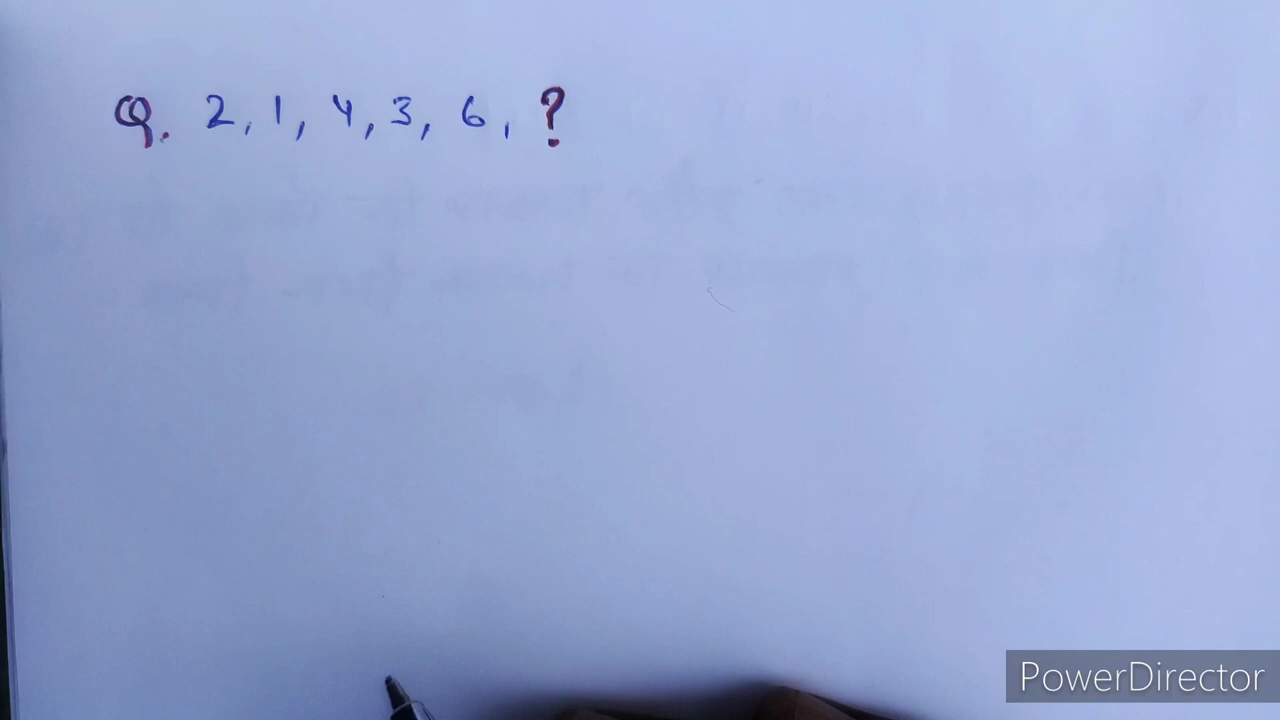 Q. 2, 1, 4, 3, 6, ?
PowerDirector